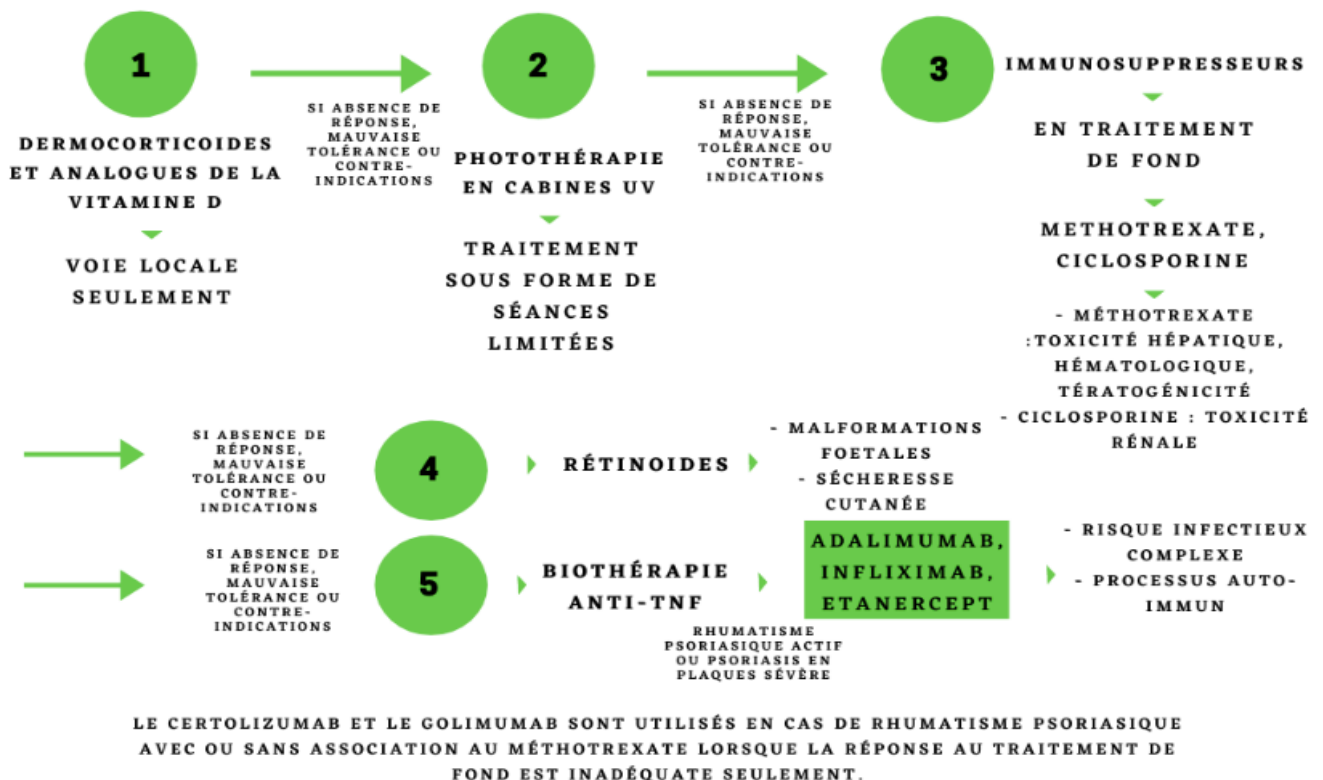 1
DERMOCORTICOIDES
ET ANALOGUES DE LA
VITAMINE D
VOIE LOCALE
SEULEMENT
SI ABSENCE DE
RÉPONSE,
MAUVAISE
TOLÉRANCE OU
CONTRE-
INDICATIONS
2
PHOTOTHÉRAPIE
EN CABINES UV
TRAITEMENT
SOUS FORME DE
SÉANCES
LIMITÉES
SI ABSENCE DE
RÉPONSE,
MAUVAISE
TOLÉRANCE OU
CONTRE-
INDICATIONS
3
IMMUNOSUPPRESSEURS
EN TRAITEMENT
DE FOND
METHOTREXATE,
CICLOSPORINE
- MÉTHOTREXATE
:TOXICITÉ HÉPATIQUE,
HÉMATOLOGIQUE,
TÉRATOGÉNICITÉ
- CICLOSPORINE : TOXICITÉ
RÉNALE
SI ABSENCE DE
RÉPONSE,
MAUVAISE
TOLÉRANCE OU
CONTRE-
INDICATIONS
4
RÉTINOIDES
- MALFORMATIONS
FOETALES
- SÉCHERESSE
CUTANÉE
SI ABSENCE DE
RÉPONSE,
MAUVAISE
TOLÉRANCE OU
CONTRE-
INDICATIONS
5
BIOTHÉRAPIE
ANTI-TNF
RHUMATISME
PSORIASIQUE ACTIF
OU PSORIASIS EN
PLAQUES SÉVÈRE
ADALIMUMAB,
INFLIXIMAB,
ETANERCEPT
- RISQUE INFECTIEUX
COMPLEXE
- PROCESSUS AUTO-
IMMUN
LE CERTOLIZUMAB ET LE GOLIMUMAB SONT UTILISÉS EN CAS DE RHUMATISME PSORIASIQUE
AVEC OU SANS ASSOCIATION AU MÉTHOTREXATE LORSQUE LA RÉPONSE AU TRAITEMENT DE
FOND EST INADÉQUATE SEULEMENT.